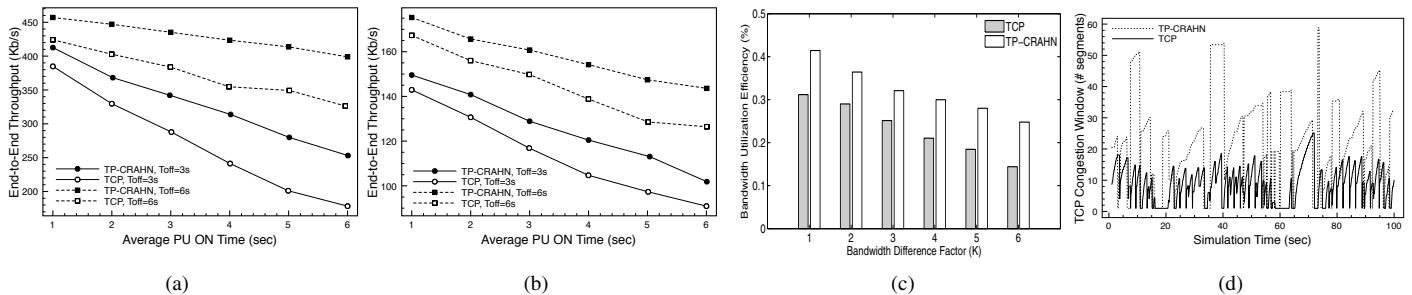 End-to-End Throughput (Kb/s)
450
400
350
300
250
200
TP-CRAHN, Toff=3s
TCP, Toff=3s
TP-CRAHN, Toff=6s
TCP, Toff=6s
1 2 3 4 5 6
Average PU ON Time (sec)
(a)
End-to-End Throughput (Kb/s)
160
140
120
100
TP-CRAHN, Toff=3s
TCP, Toff=3s
TP-CRAHN, Toff=6s
TCP, Toff=6s
1 2 3 4 5 6
Average PU ON Time (sec)
(b)
Bandwidth Utilization Efficiency (%)
0.5
0.4
0.3
0.2
0.1
0
TCP
TP-CRAHN
1 2 3 4 5 6
Bandwidth Difference Factor (K)
(c)
TCP Congestion Window (# segments)
60
50
40
30
20
10
0
TP-CRAHN
TCP
0 20 40 60 80 100
Simulation Time (sec)
(d)